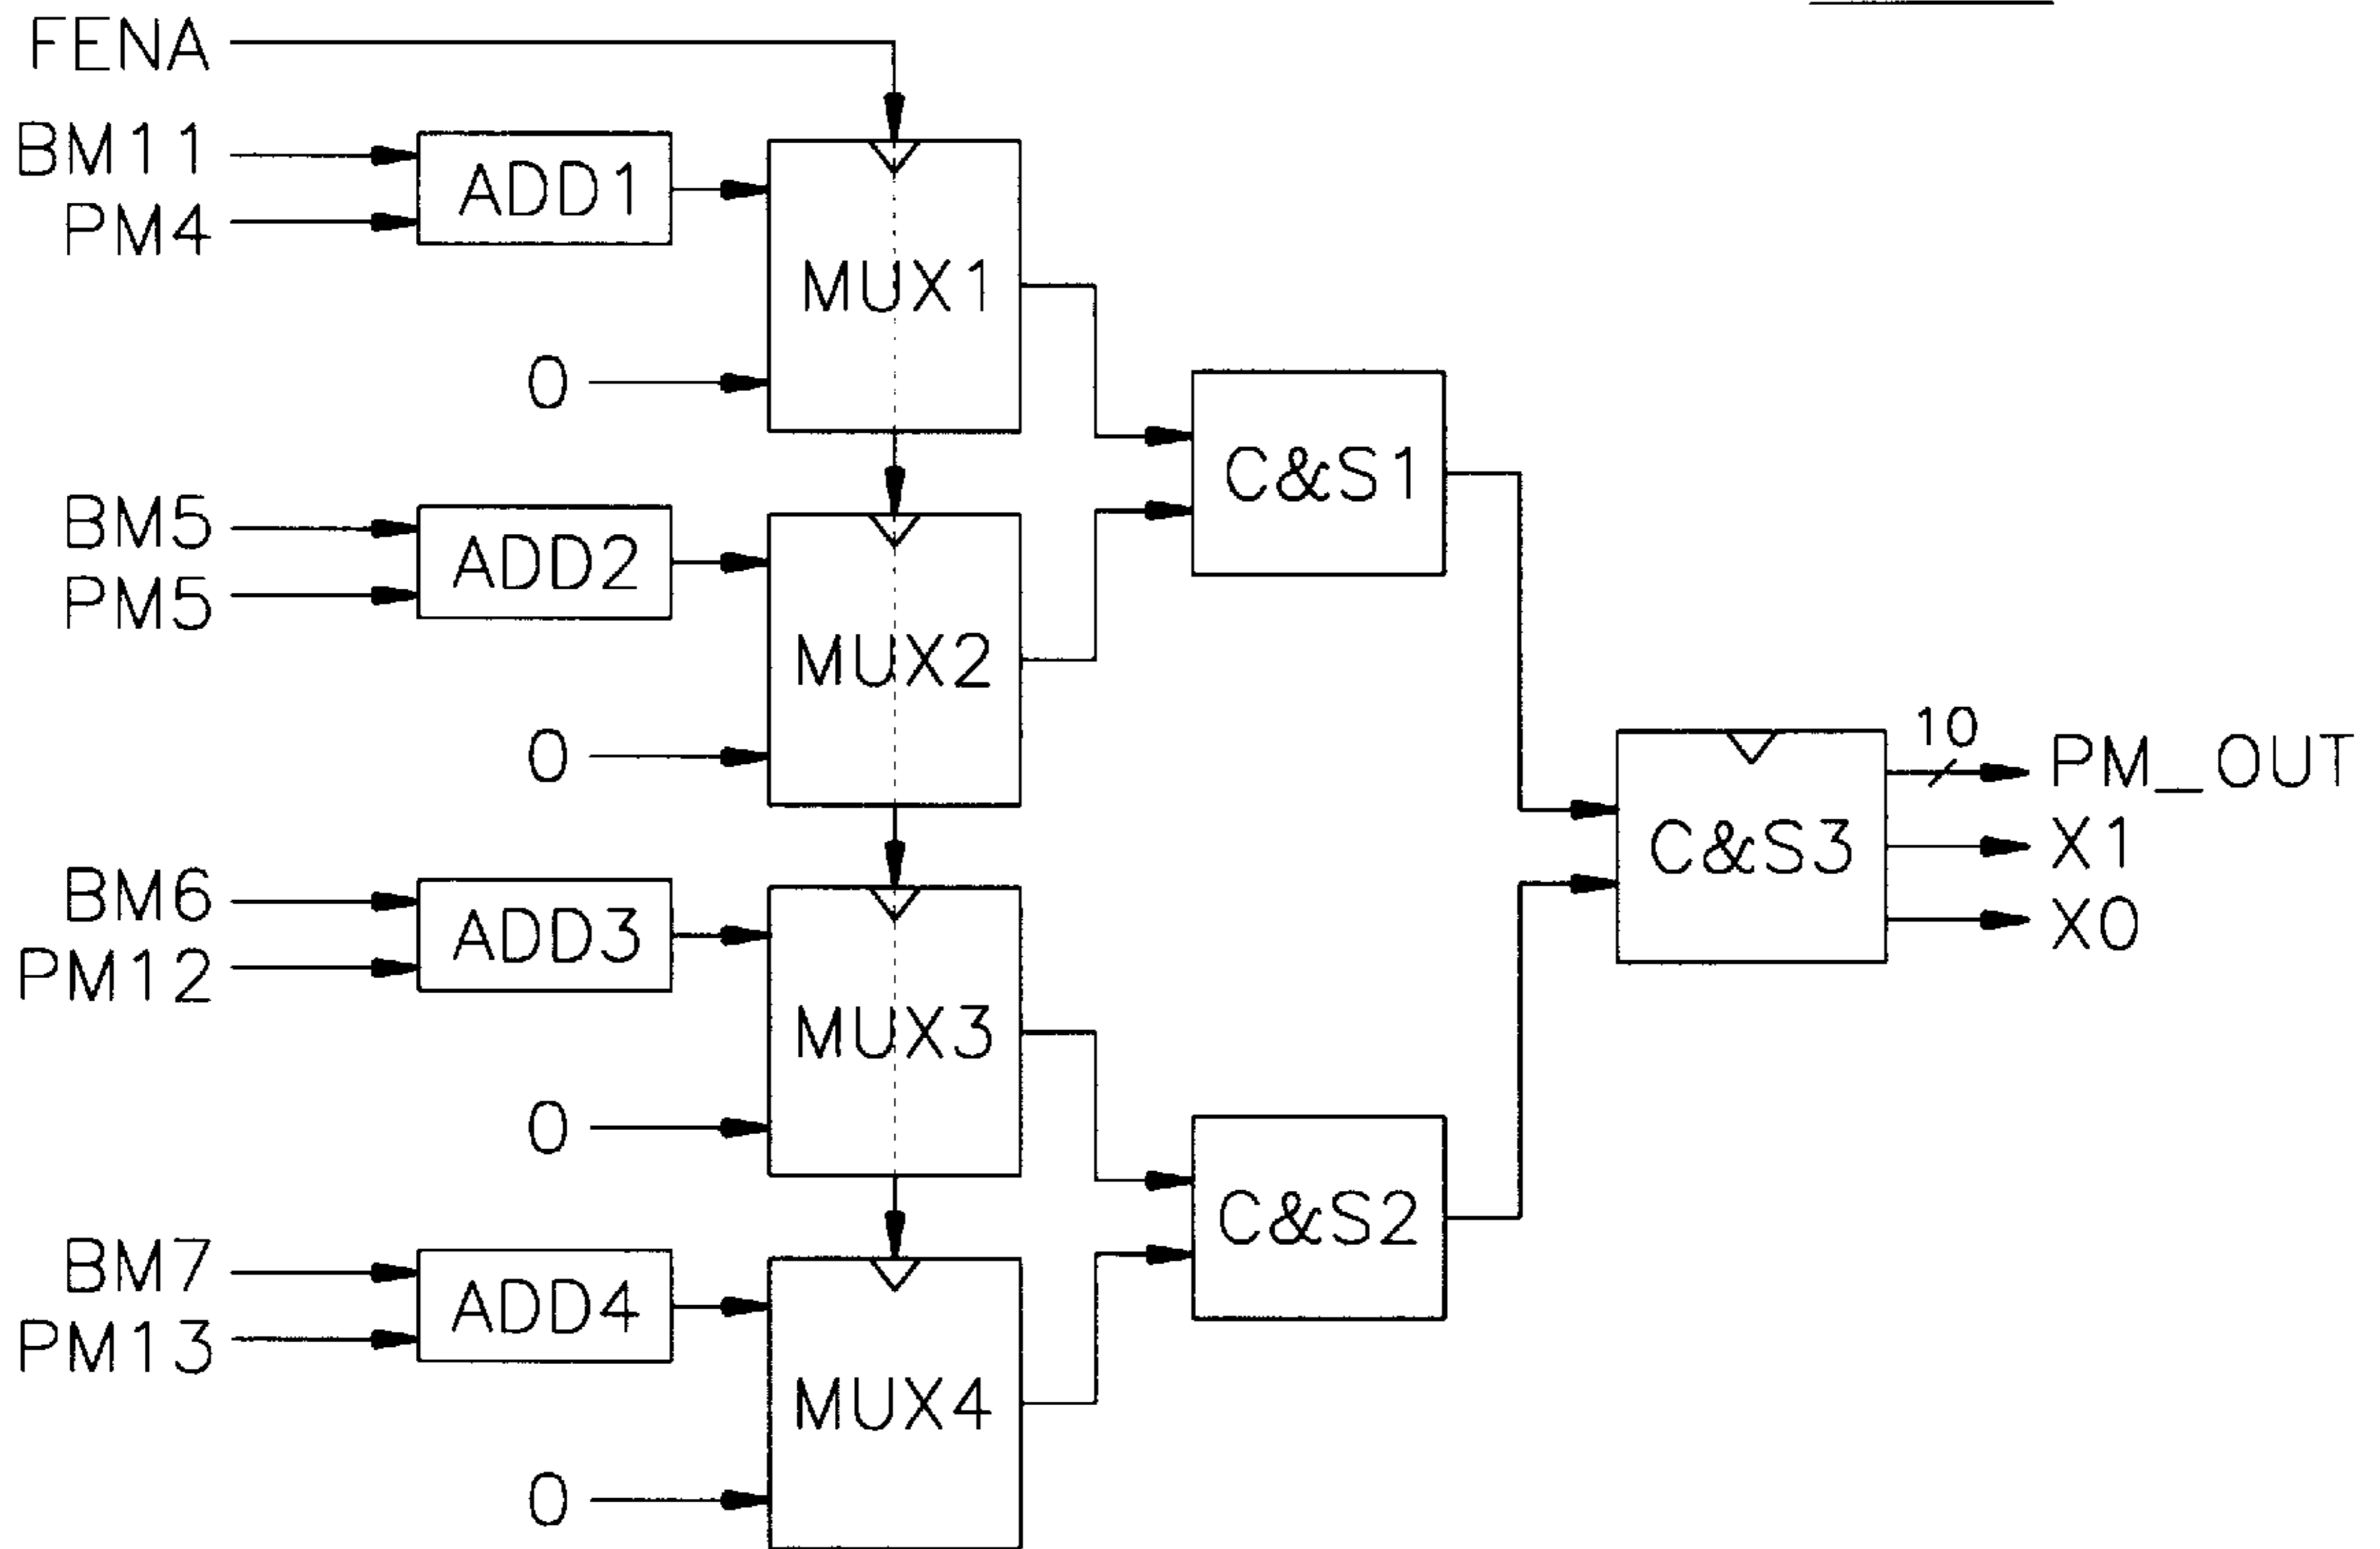 FENA
BM11
PM4
ADD1
MUX1
0
C&S1
BM5
PM5
ADD2
MUX2
0
10
PM_OUT
X1
X0
C&S3
BM6
PM12
ADD3
MUX3
0
C&S2
BM7
PM13
ADD4
MUX4
0